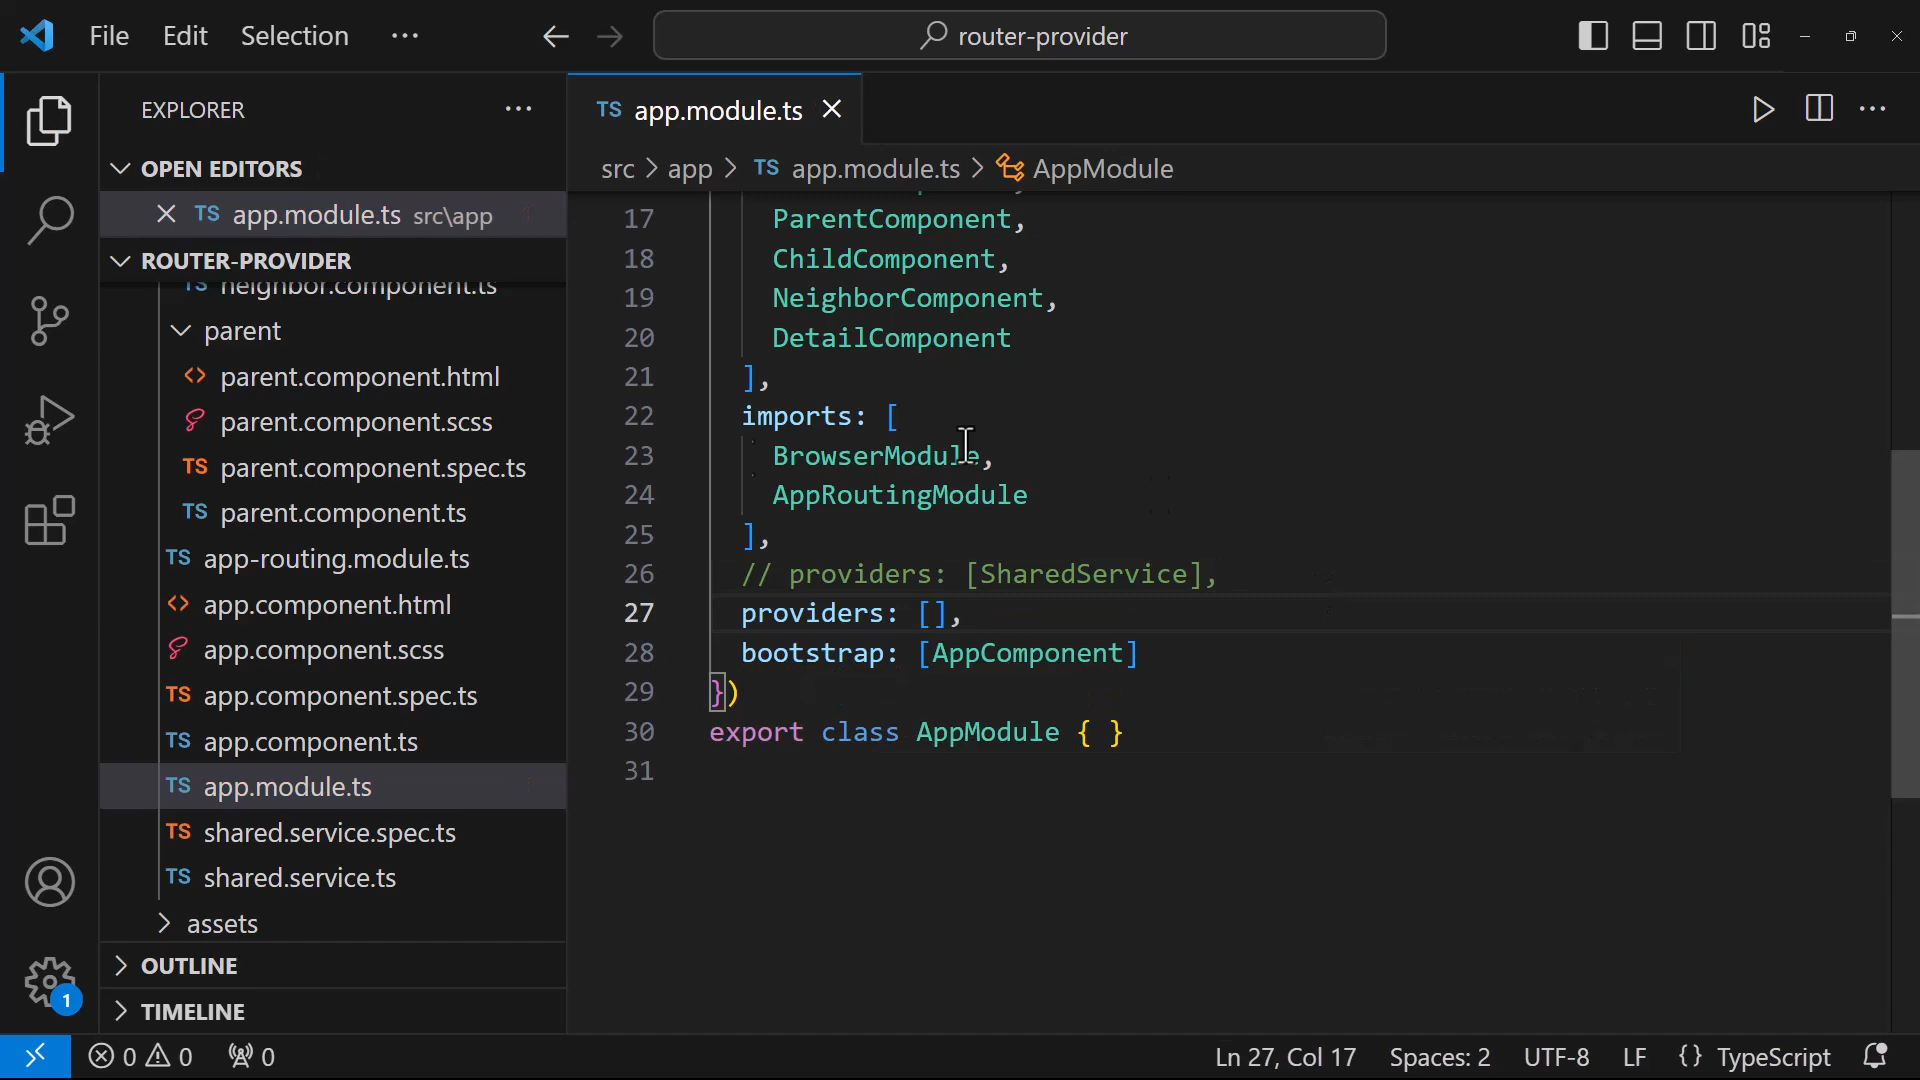 File Edit Selection ···
router-provider
EXPLORER
OPEN EDITORS
TS app.module.ts src\app
ROUTER-PROVIDER
TS neighbor.component.ts
parent
<> parent.component.html
parent.component.scss
TS parent.component.spec.ts
TS parent.component.ts
TS app-routing.module.ts
<> app.component.html
app.component.scss
TS app.component.spec.ts
TS app.component.ts
TS app.module.ts
TS shared.service.spec.ts
TS shared.service.ts
assets
OUTLINE
TIMELINE
TS app.module.ts
src > app > TS app.module.ts > AppModule
17 ParentComponent,
18 ChildComponent,
19 NeighborComponent,
20 DetailComponent
21 ],
22 imports: [
23 BrowserModule,
24 AppRoutingModule
25 ],
26 // providers: [SharedService],
27 providers: [],
28 bootstrap: [AppComponent]
29 })
30 export class AppModule { }
31
1
0 0 0
Ln 27, Col 17 Spaces: 2 UTF-8 LF {} TypeScript